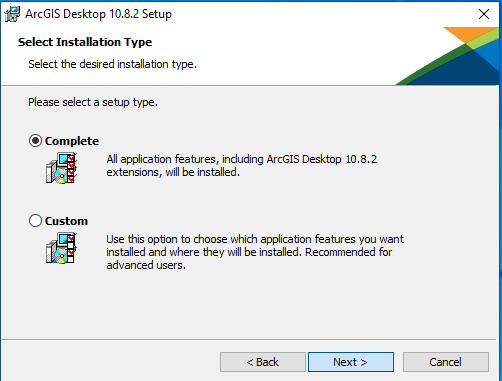 ArcGIS Desktop 10.8.2 Setup
Select Installation Type
Select the desired installation type.
Please select a setup type.
Complete
All application features, including ArcGIS Desktop 10.8.2
extensions, will be installed.
Custom
Use this option to choose which application features you want
installed and where they will be installed. Recommended for
advanced users.
< Back
Next >
Cancel